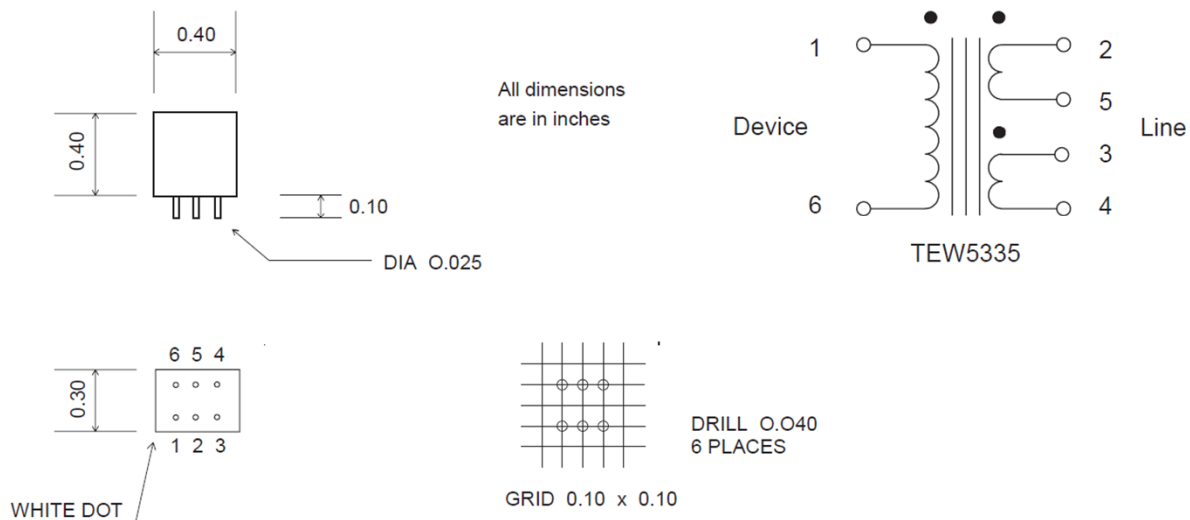 0.40
0.40
0.10
DIA O.025
All dimensions
are in inches
1
6
Device
2
5
3
4
Line
TEW5335
6 5 4
0.30
1 2 3
WHITE DOT
DRILL O.O40
6 PLACES
GRID 0.10 x 0.10